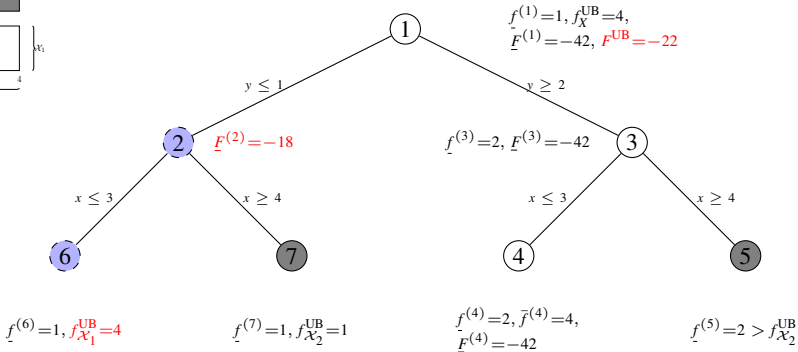 f̲^(1)=1, f_X^UB=4,
F̲^(1)=−42, F^UB=−22
1
𝒳₁
4
y ≤ 1
y ≥ 2
2
F̲^(2)=−18
f̲^(3)=2, F̲^(3)=−42
3
x ≤ 3
x ≥ 4
x ≤ 3
x ≥ 4
6
7
4
5
f̲^(6)=1, f_𝒳₁^UB=4
f̲^(7)=1, f_𝒳₂^UB=1
f̲^(4)=2, f̄^(4)=4,
F̲^(4)=−42
f̲^(5)=2 > f_𝒳₂^UB